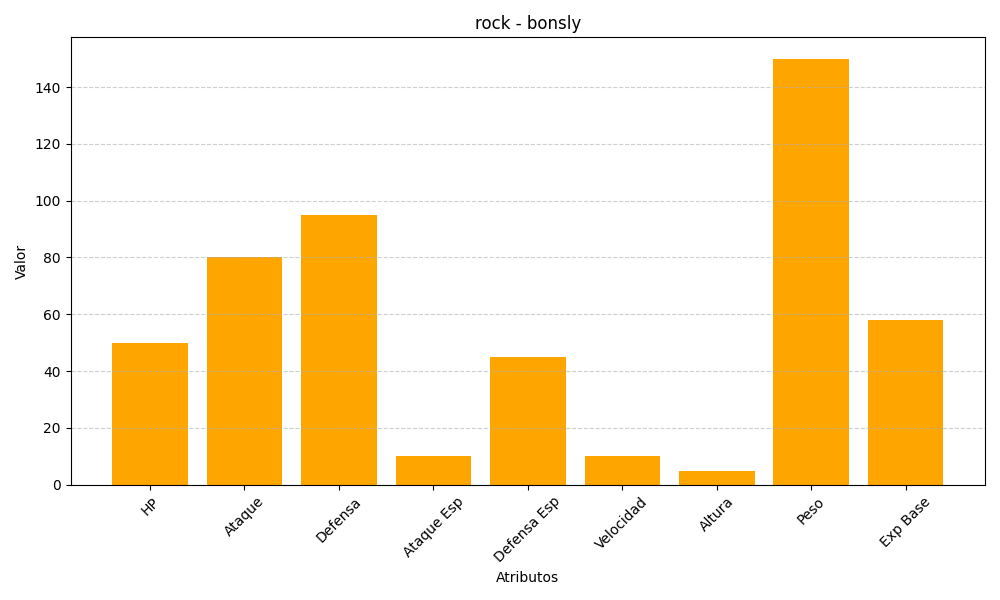 rock - bonsly
Valor
140
120
100
80
60
40
20
0
HP
Ataque
Defensa
Ataque Esp
Defensa Esp
Velocidad
Altura
Peso
Exp Base
Atributos